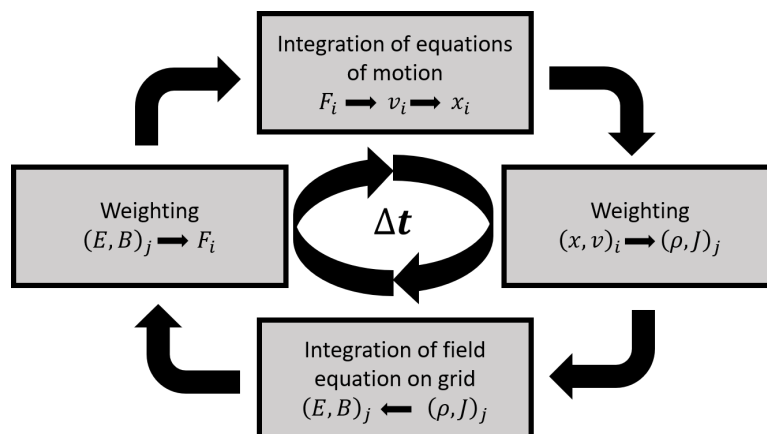 Integration of equations
of motion
F_i → v_i → x_i
Weighting
(E, B)_j → F_i
Δt
Weighting
(x, v)_i → (ρ, J)_j
Integration of field
equation on grid
(E, B)_j ← (ρ, J)_j